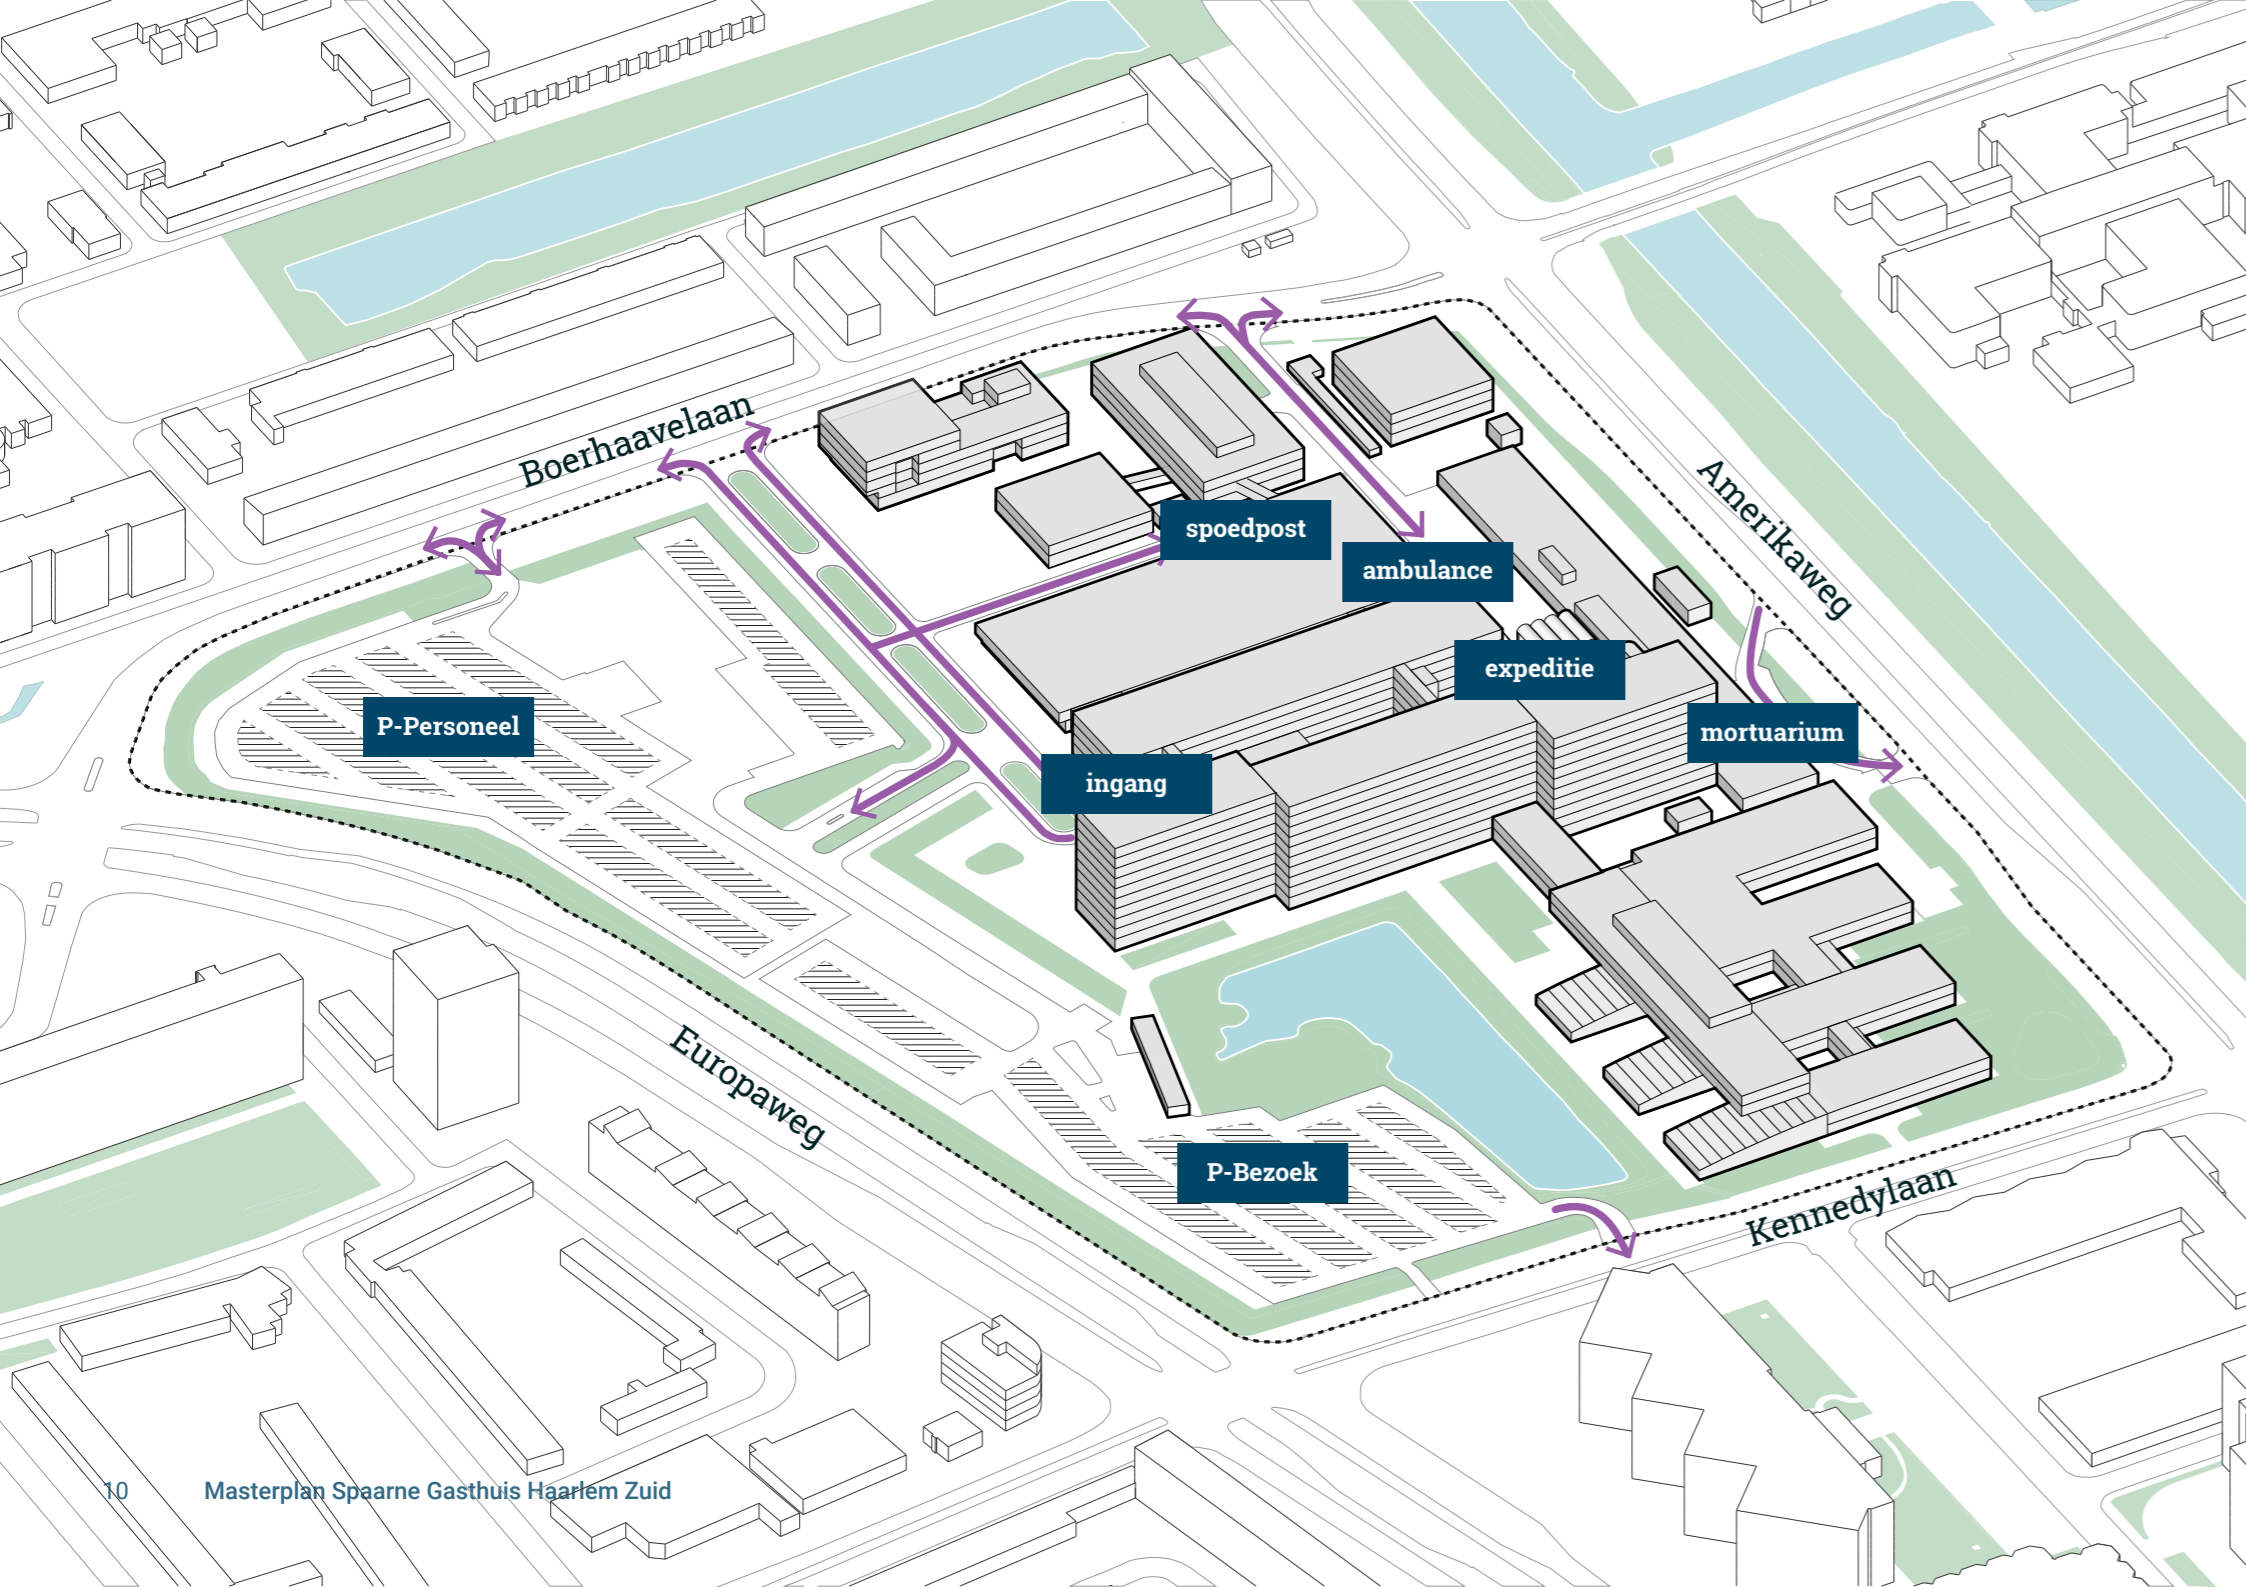 Boerhaavelaan
Amerikaweg
spoedpost
ambulance
expeditie
P-Personeel
mortuarium
ingang
Europaweg
P-Bezoek
Kennedylaan
10 Masterplan Spaarne Gasthuis Haarlem Zuid